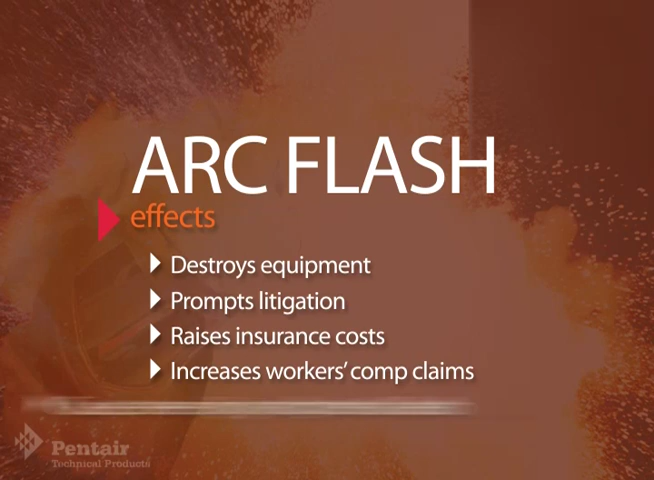 ARC FLASH
effects
Destroys equipment
Prompts litigation
Raises insurance costs
Increases workers' comp claims
Pentair
Technical Products